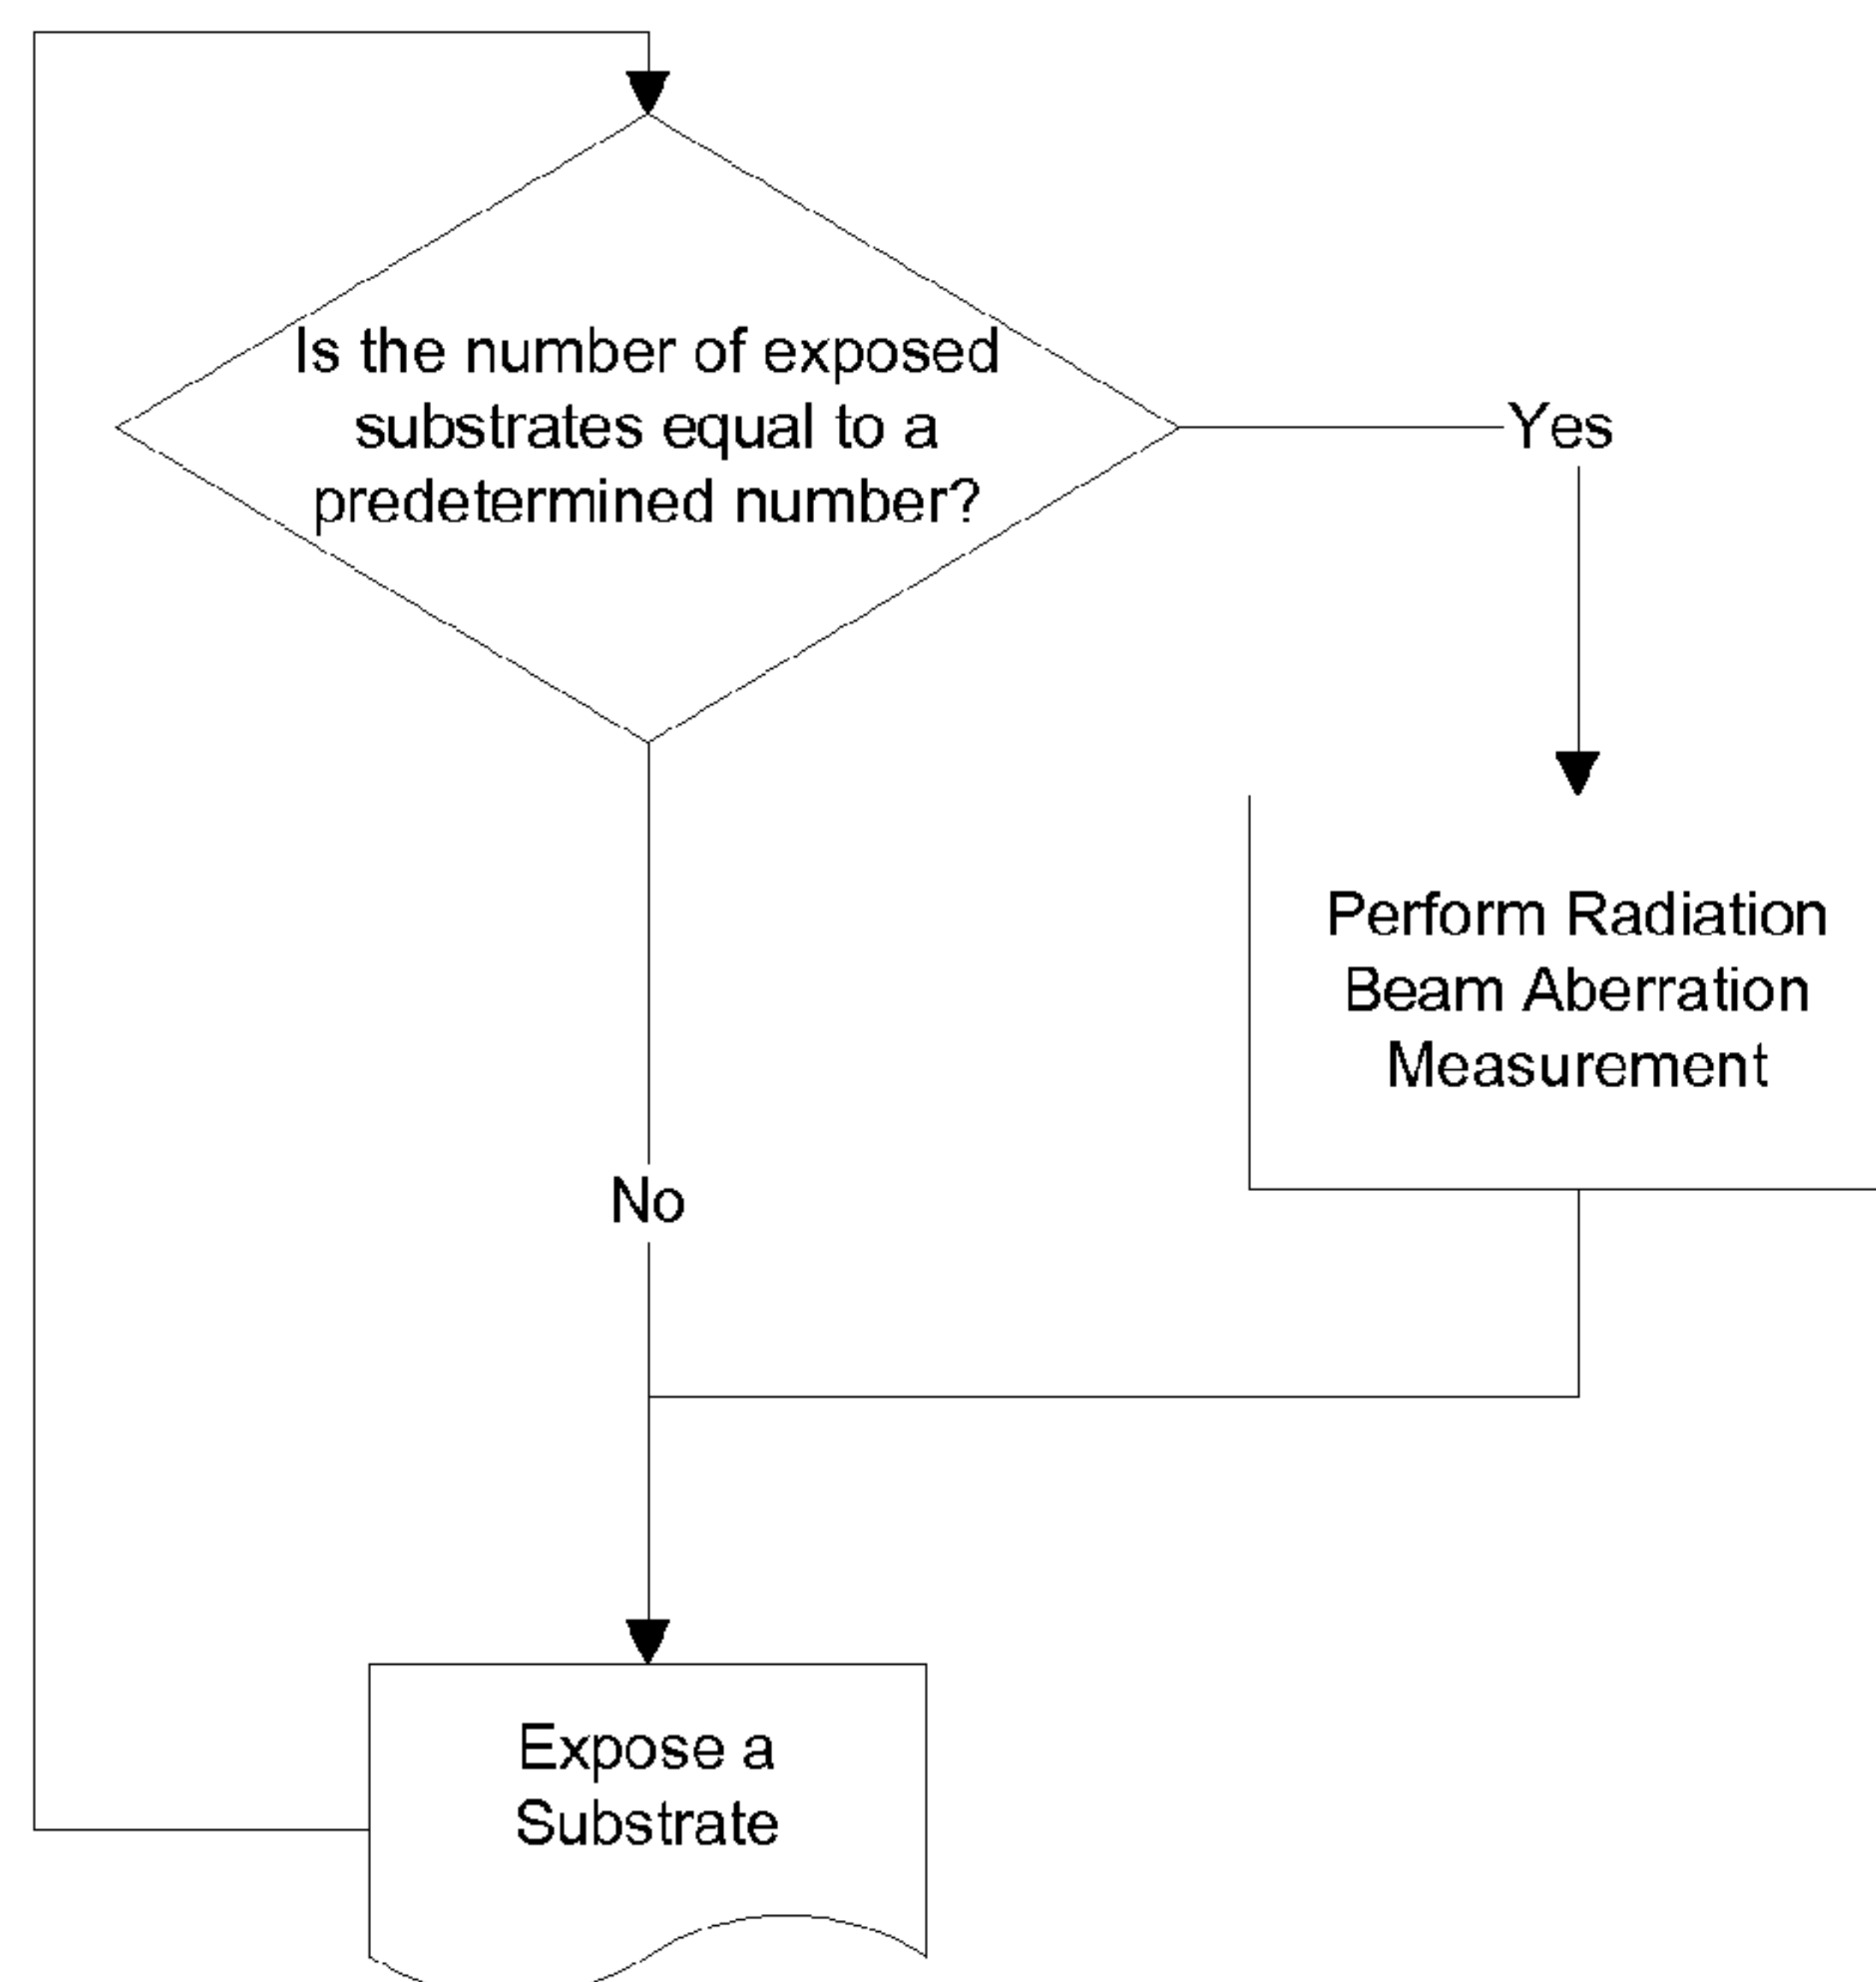 Is the number of exposed
substrates equal to a
predetermined number?
Yes
Perform Radiation
Beam Aberration
Measurement
No
Expose a
Substrate